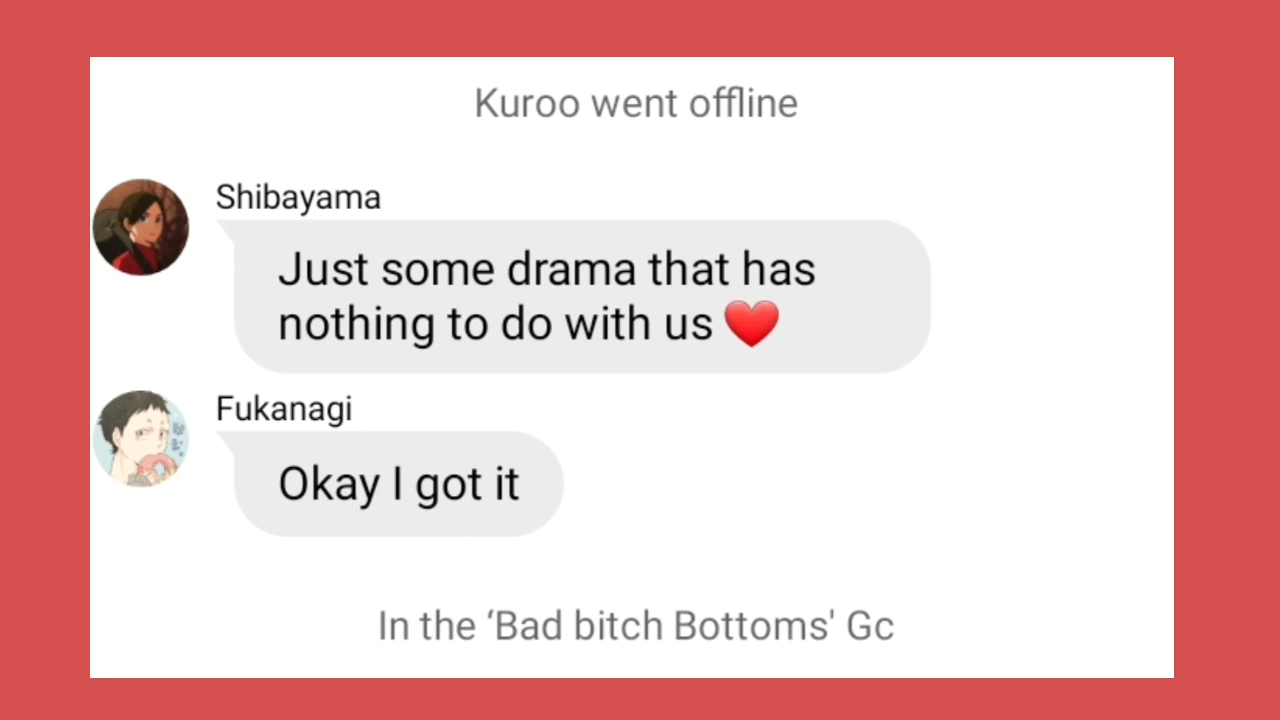 Kuroo went offline
Shibayama
Just some drama that has
nothing to do with us ❤️
Fukanagi
Okay I got it
In the ‘Bad bitch Bottoms' Gc